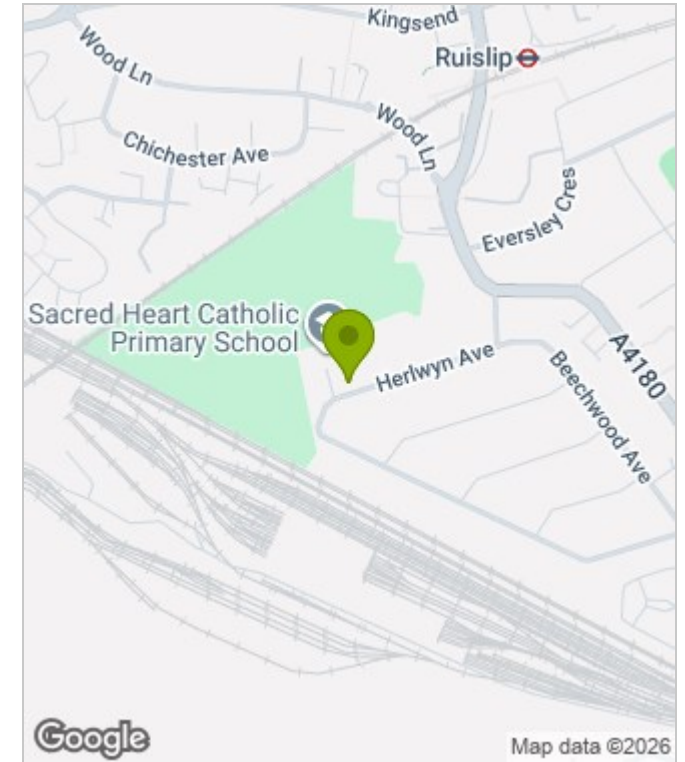 Kingsend
Ruislip
Wood Ln
Wood Ln
Chichester Ave
Eversley Cres
Sacred Heart Catholic
Primary School
A4180
Herlwyn Ave
Beechwood Ave
Google
Map data ©2026